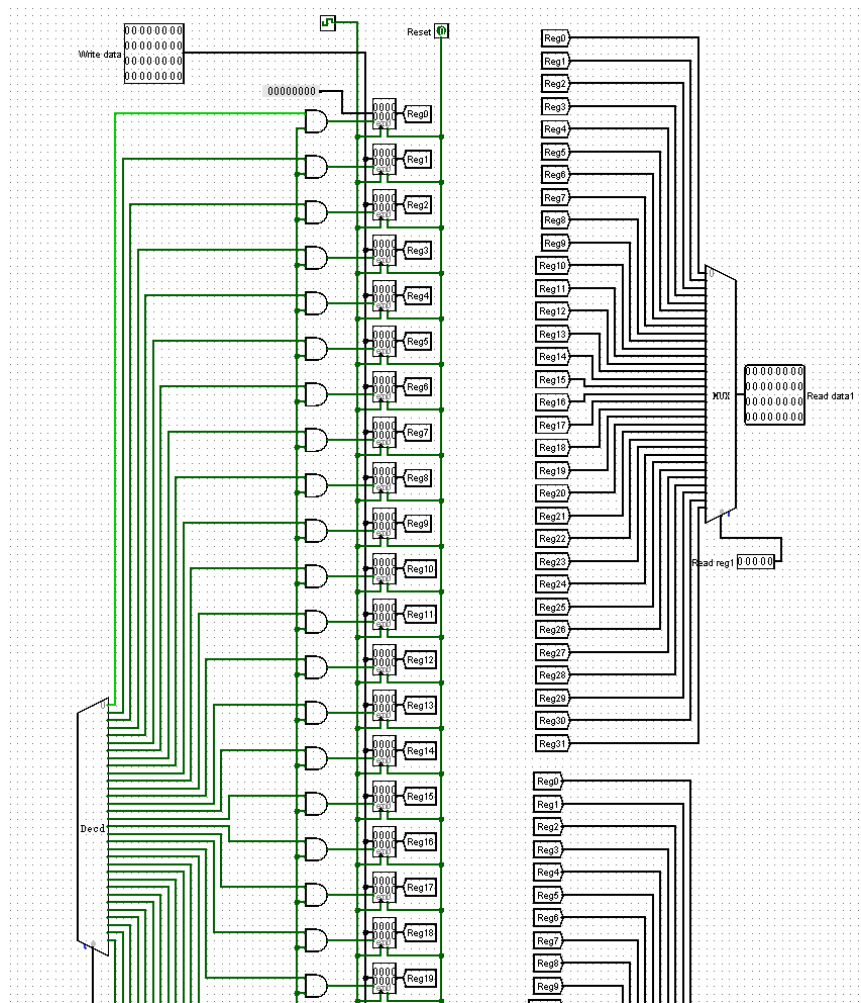 Write data
00000000
00000000
00000000
00000000
Reset
00000000
Reg0
Reg1
Reg2
Reg3
Reg4
Reg5
Reg6
Reg7
Reg8
Reg9
Reg10
Reg11
Reg12
Reg13
Reg14
Reg15
Reg16
Reg17
Reg18
Reg19
Decd
0
Reg0
Reg1
Reg2
Reg3
Reg4
Reg5
Reg6
Reg7
Reg8
Reg9
Reg10
Reg11
Reg12
Reg13
Reg14
Reg15
Reg16
Reg17
Reg18
Reg19
Reg20
Reg21
Reg22
Reg23
Reg24
Reg25
Reg26
Reg27
Reg28
Reg29
Reg30
Reg31
0
MUX
00000000
00000000
00000000
00000000
Read data1
Read reg1
00000
Reg0
Reg1
Reg2
Reg3
Reg4
Reg5
Reg6
Reg7
Reg8
Reg9